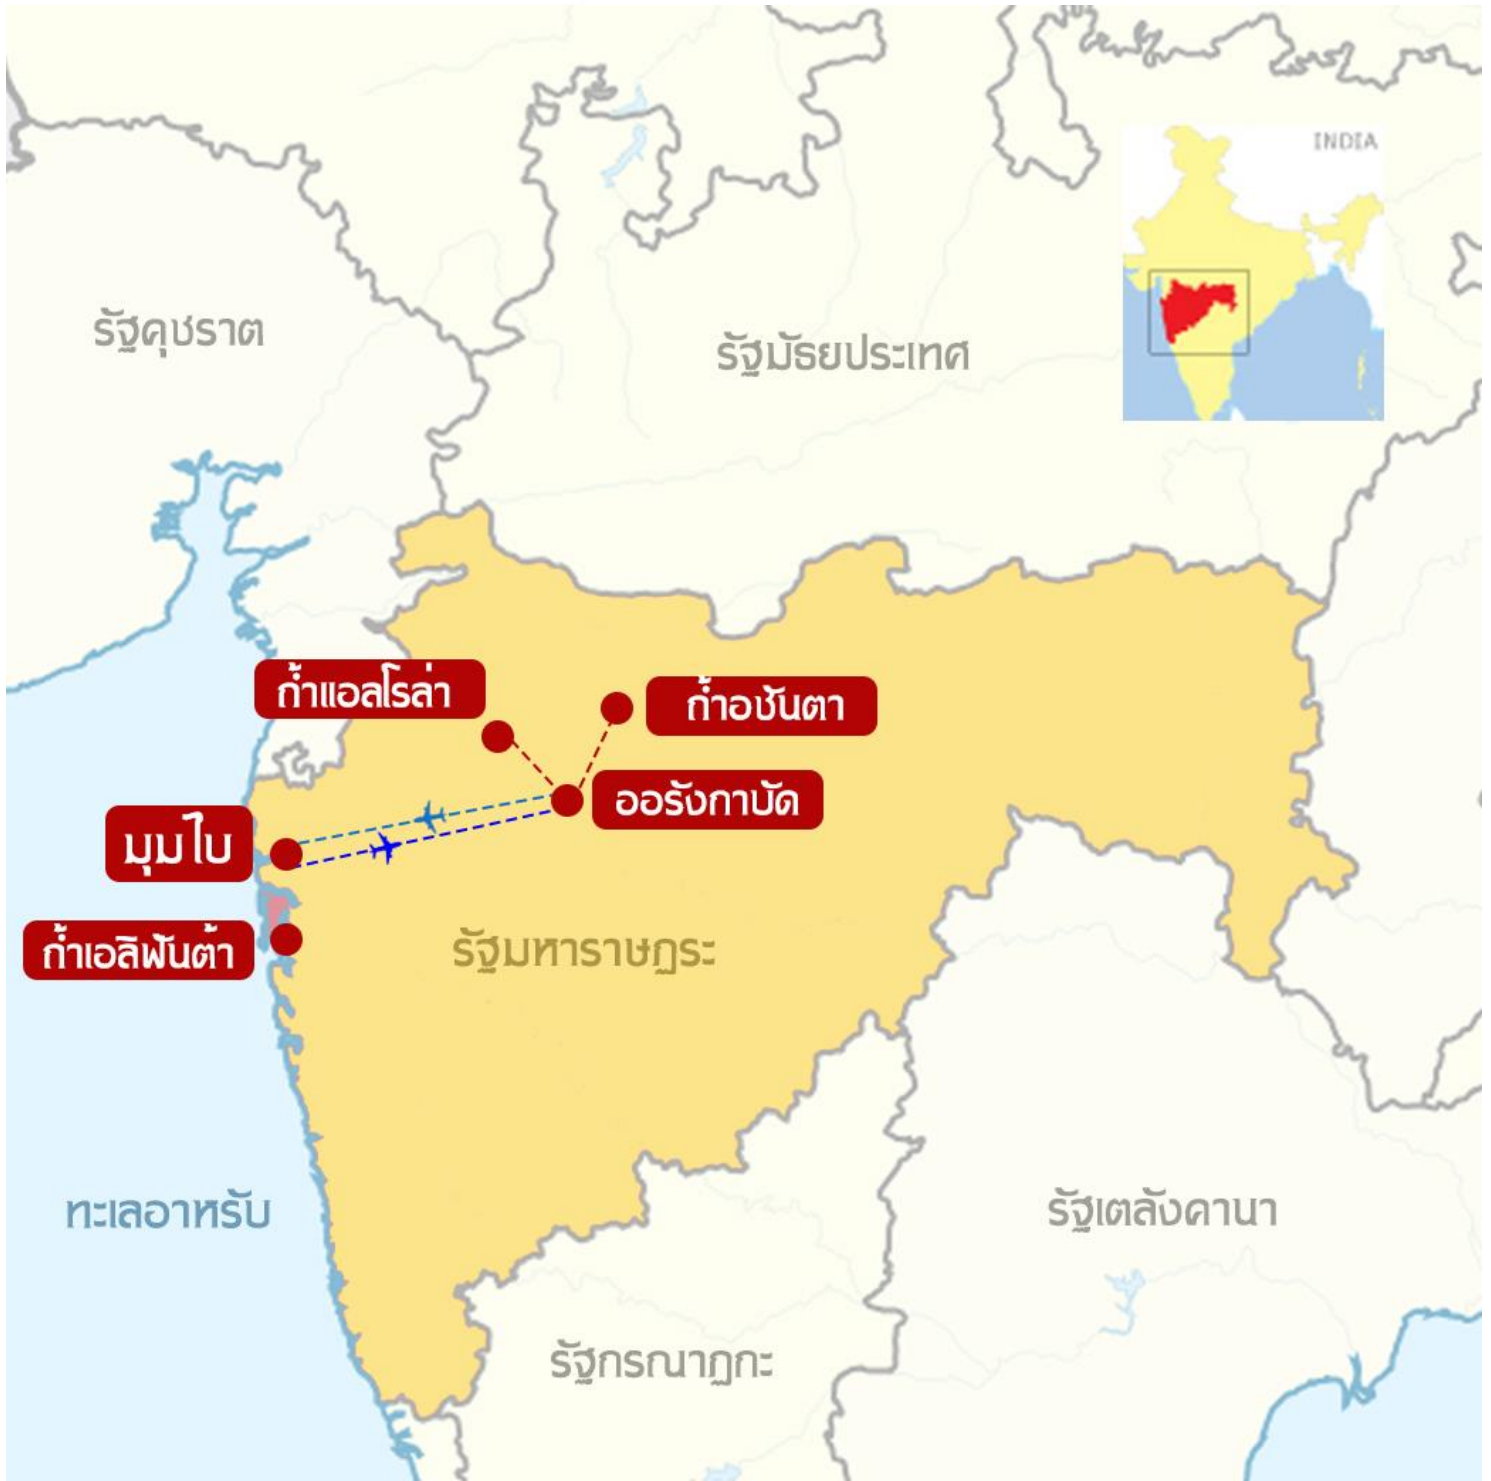 INDIA
รัฐคุชราต
รัฐมัธยประเทศ
ถ้ำแอลโรล่า
ถ้ำอชันตา
ออรังกาบัด
มุมไบ
ถ้ำเอลิฟันต้า
รัฐมหาราษฎระ
ทะเลอาหรับ
รัฐเตลังคานา
รัฐกรณาฏกะ